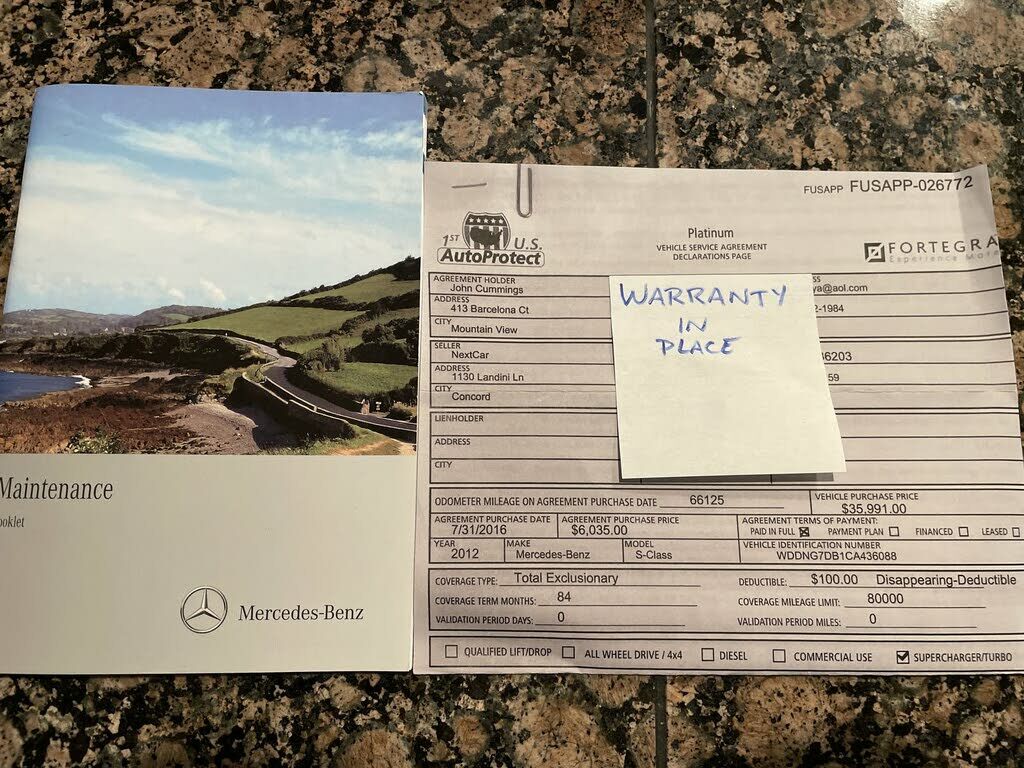 Maintenance
Mercedes-Benz
FUSAPP FUSAPP-026772
1ST U.S.
AutoProtect
Platinum
VEHICLE SERVICE AGREEMENT
DECLARATIONS PAGE
FORTEGRA
Experience
AGREEMENT HOLDER
John Cummings
ya@aol.com
ADDRESS
413 Barcelona Ct
2-1984
CITY
Mountain View
SELLER
NextCar
36203
ADDRESS
1130 Landini Ln
59
CITY
Concord
LIENHOLDER
ADDRESS
CITY
WARRANTY
IN
PLACE
ODOMETER MILEAGE ON AGREEMENT PURCHASE DATE 66125
VEHICLE PURCHASE PRICE
$35,991.00
AGREEMENT PURCHASE DATE
7/31/2016
AGREEMENT PURCHASE PRICE
$6,035.00
AGREEMENT TERMS OF PAYMENT:
PAID IN FULL PAYMENT PLAN FINANCED LEASED
YEAR
2012
MAKE
Mercedes-Benz
MODEL
S-Class
VEHICLE IDENTIFICATION NUMBER
WDDNG7DB1CA436088
COVERAGE TYPE: Total Exclusionary
DEDUCTIBLE: $100.00 Disappearing-Deductible
COVERAGE TERM MONTHS: 84
COVERAGE MILEAGE LIMIT: 80000
VALIDATION PERIOD DAYS: 0
VALIDATION PERIOD MILES: 0
QUALIFIED LIFT/DROP ALL WHEEL DRIVE / 4x4 DIESEL COMMERCIAL USE SUPERCHARGER/TURBO